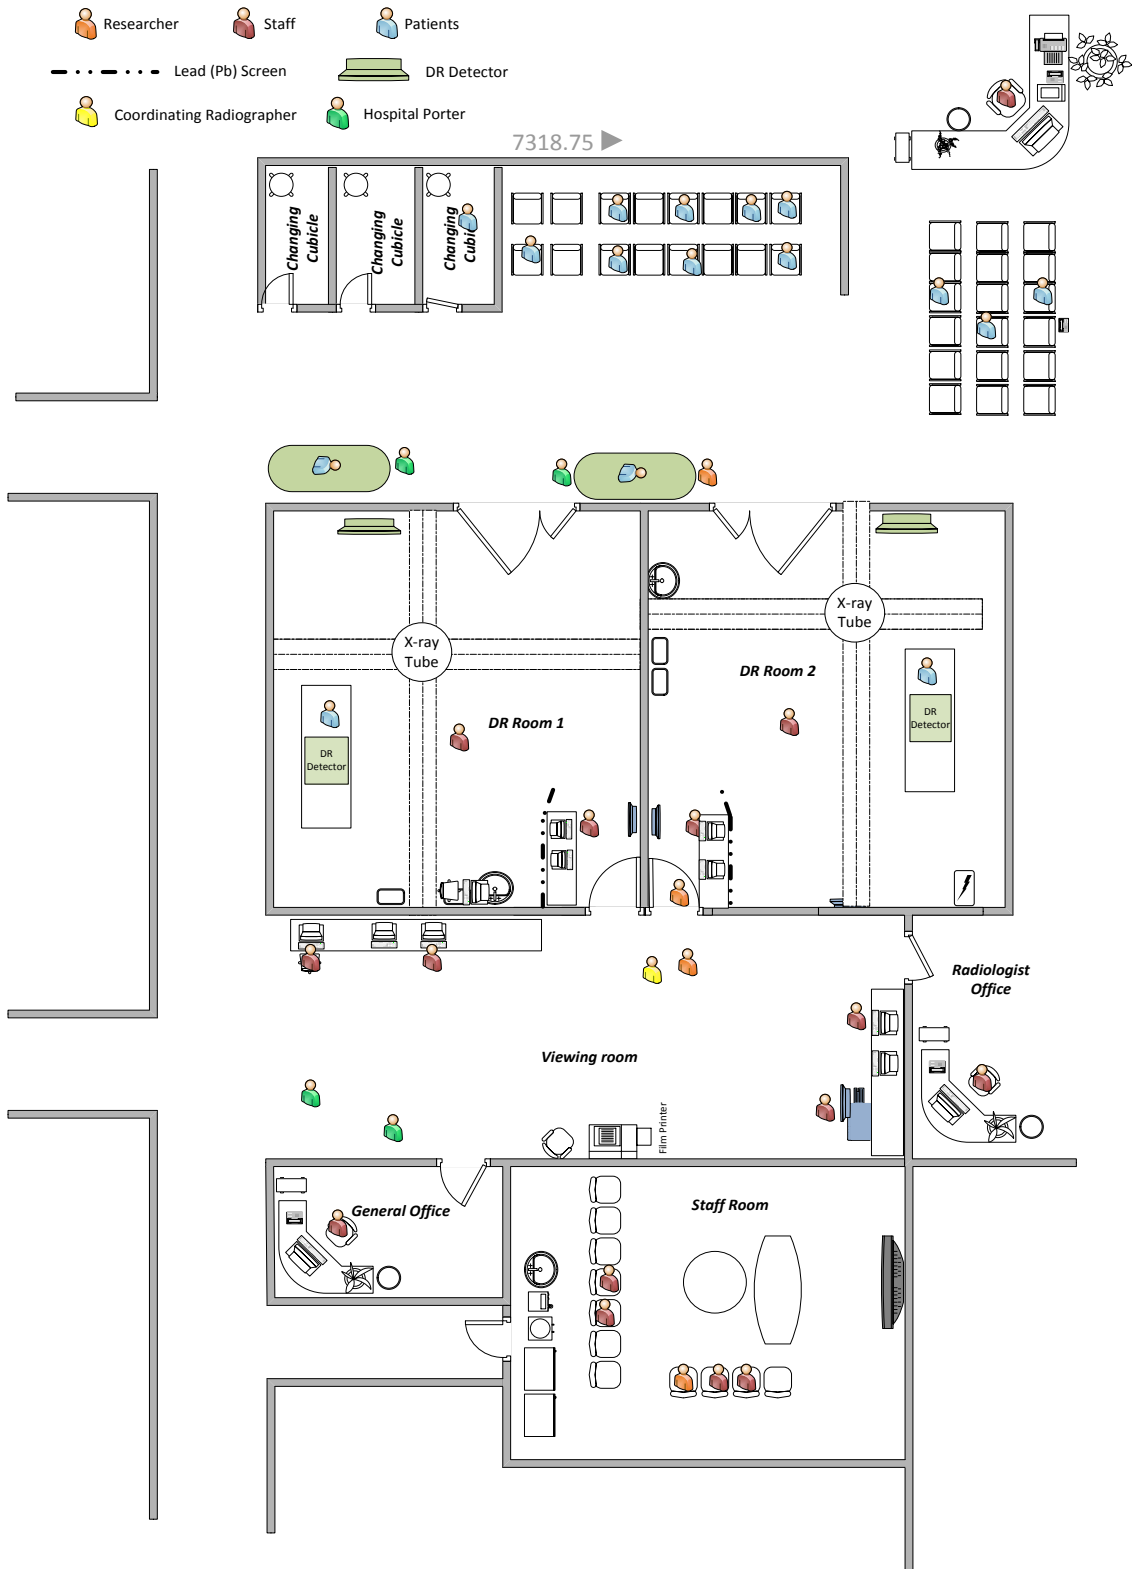 Researcher
Staff
Patients
Lead (Pb) Screen
DR Detector
Coordinating Radiographer
Hospital Porter
7318.75
Changing
Cubicle
Changing
Cubicle
Changing
Cubicle
X-ray
Tube
X-ray
Tube
DR Room 2
DR Room 1
DR
Detector
DR
Detector
Radiologist
Office
Viewing room
Film Printer
General Office
Staff Room